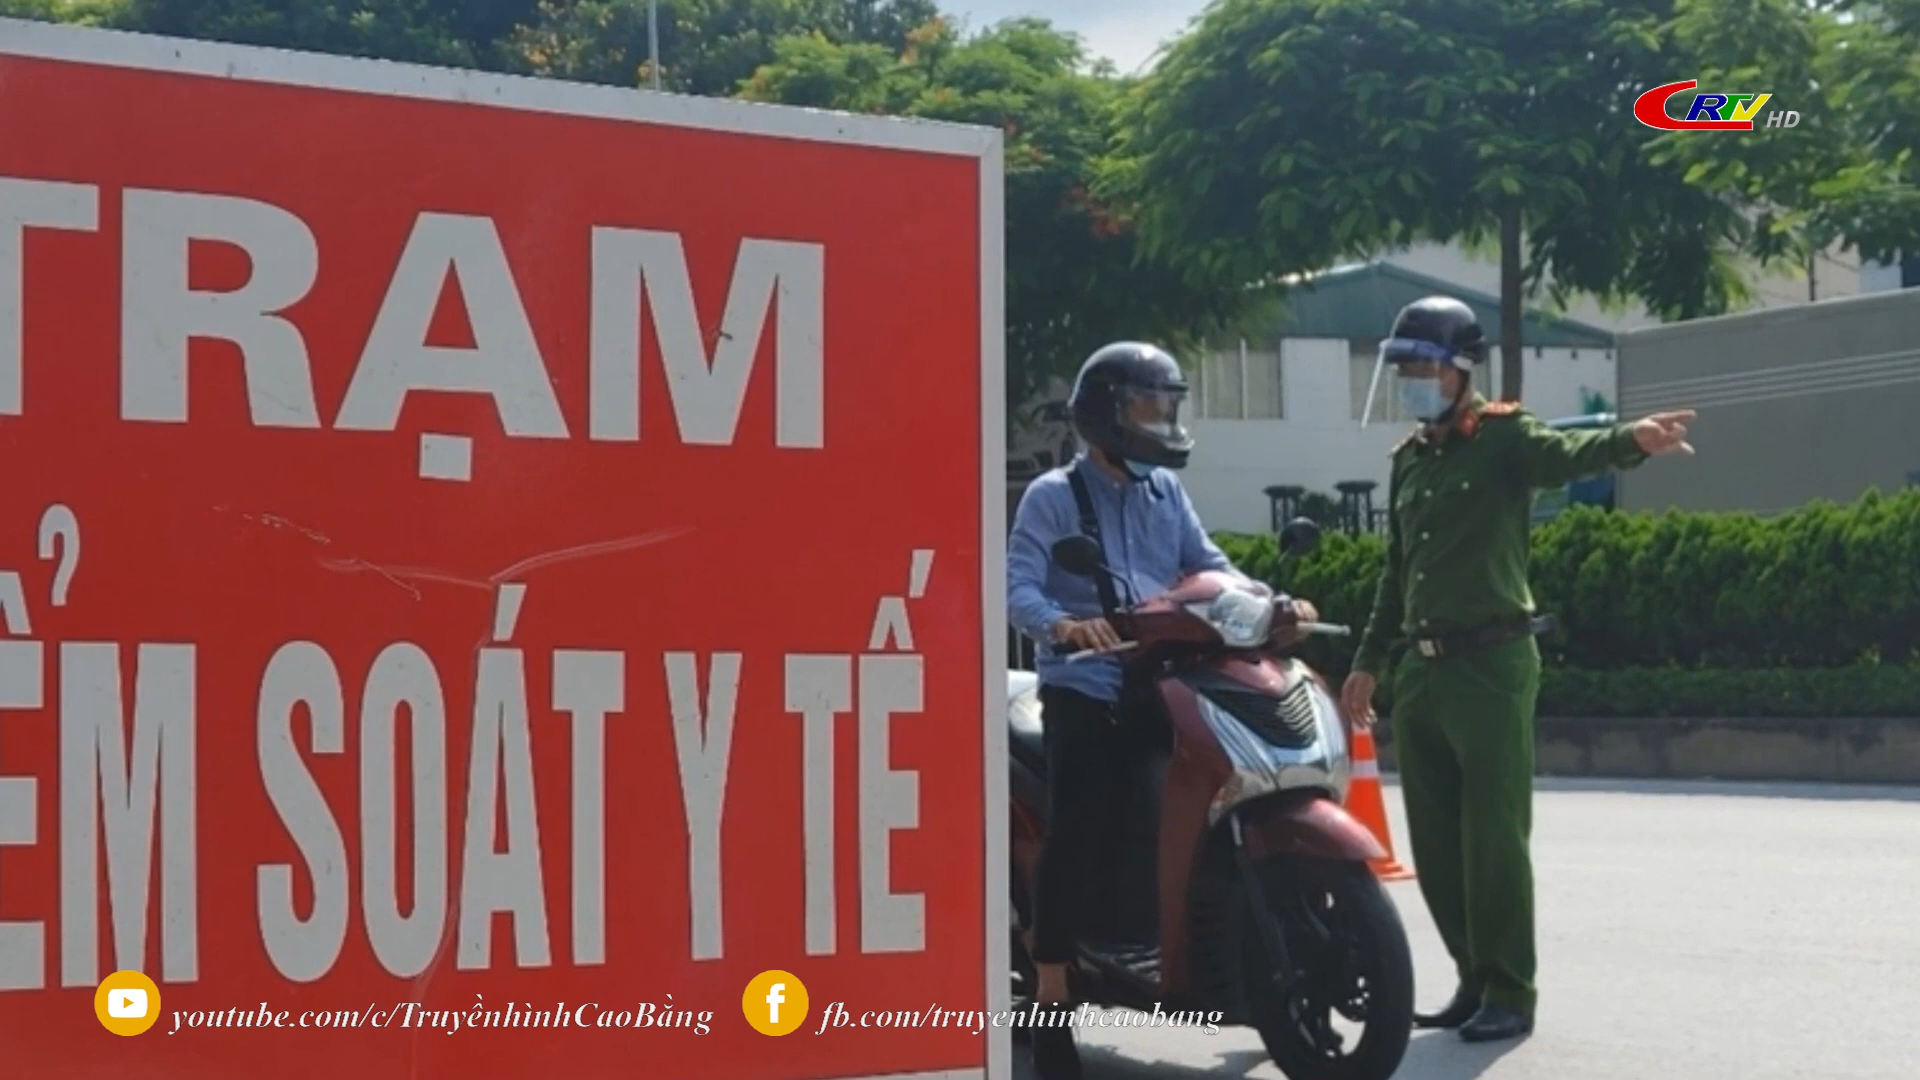 CRTV HD
TRẠM
ỂM SOÁT Y TẾ
youtube.com/c/TruyềnhìnhCaoBằng
fb.com/truyenhinhcaobang